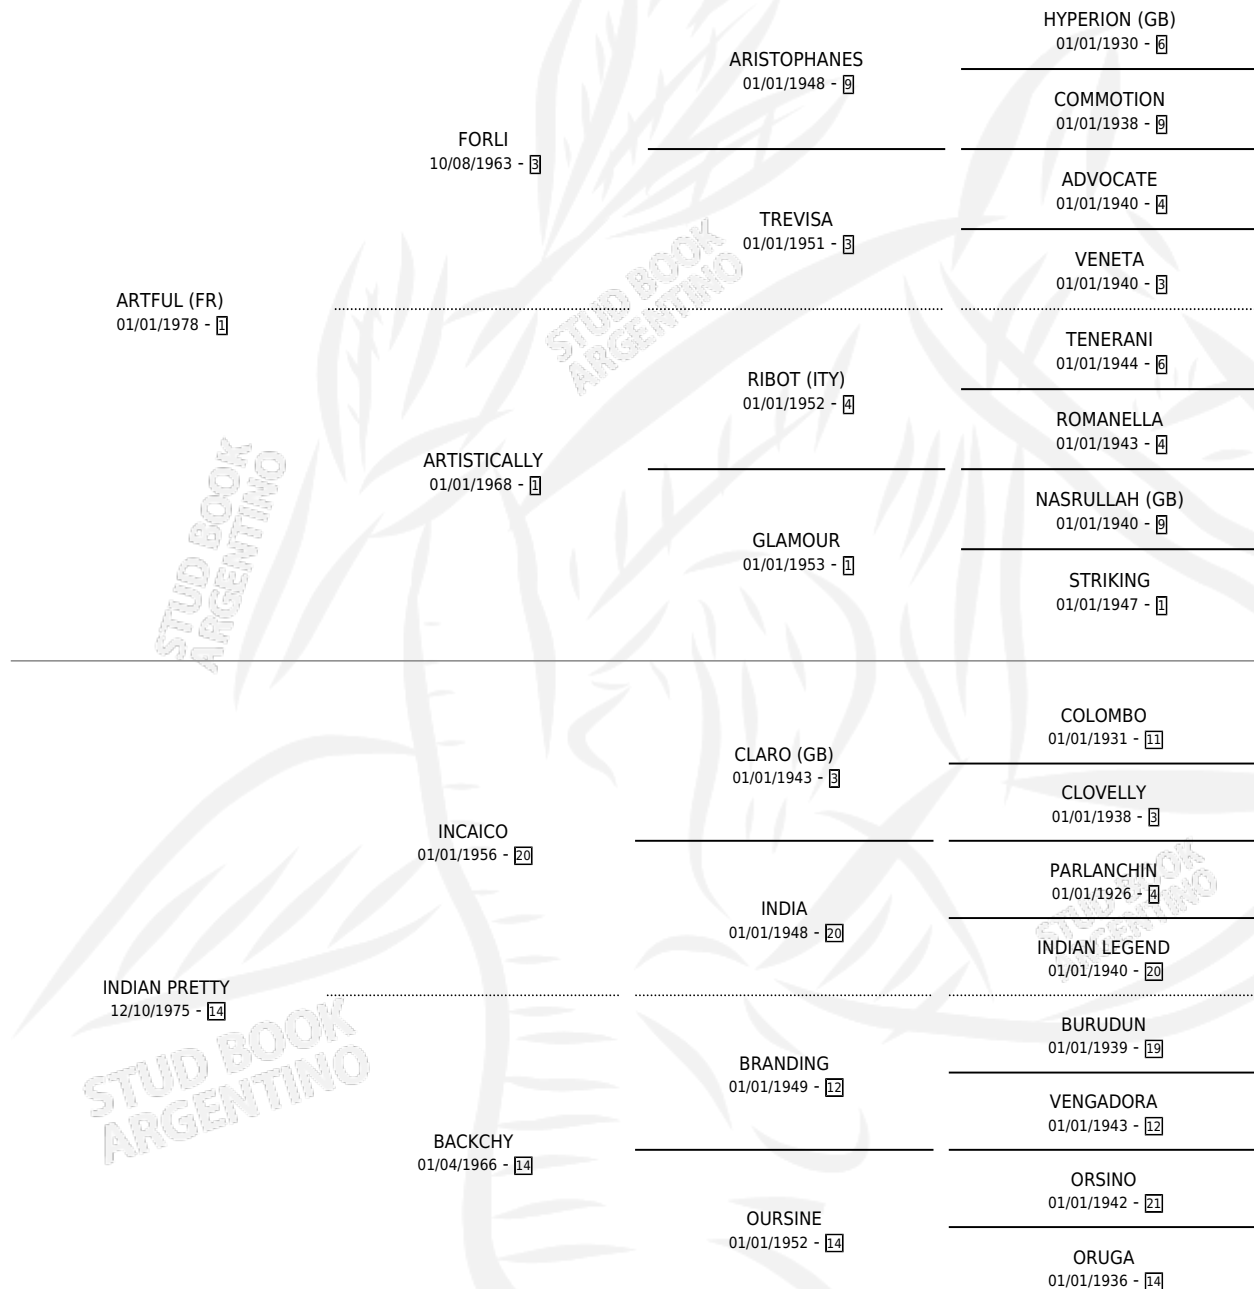 HYPERION (GB)
01/01/1930 - 6
ARISTOPHANES
01/01/1948 - 9
COMMOTION
01/01/1938 - 9
FORLI
10/08/1963 - 3
ADVOCATE
01/01/1940 - 4
TREVISA
01/01/1951 - 3
VENETA
01/01/1940 - 3
ARTFUL (FR)
01/01/1978 - 1
TENERANI
01/01/1944 - 6
RIBOT (ITY)
01/01/1952 - 4
ROMANELLA
01/01/1943 - 4
ARTISTICALLY
01/01/1968 - 1
NASRULLAH (GB)
01/01/1940 - 9
GLAMOUR
01/01/1953 - 1
STRIKING
01/01/1947 - 1
COLOMBO
01/01/1931 - 11
CLARO (GB)
01/01/1943 - 3
CLOVELLY
01/01/1938 - 3
INCAICO
01/01/1956 - 20
PARLANCHIN
01/01/1926 - 4
INDIA
01/01/1948 - 20
INDIAN LEGEND
01/01/1940 - 20
INDIAN PRETTY
12/10/1975 - 14
BURUDUN
01/01/1939 - 19
BRANDING
01/01/1949 - 12
VENGADORA
01/01/1943 - 12
BACKCHY
01/04/1966 - 14
ORSINO
01/01/1942 - 21
OURSINE
01/01/1952 - 14
ORUGA
01/01/1936 - 14
STUD BOOK
ARGENTINO
STUD BOOK
ARGENTINO
STUD BOOK
ARGENTINO
STUD BOOK
ARGENTINO